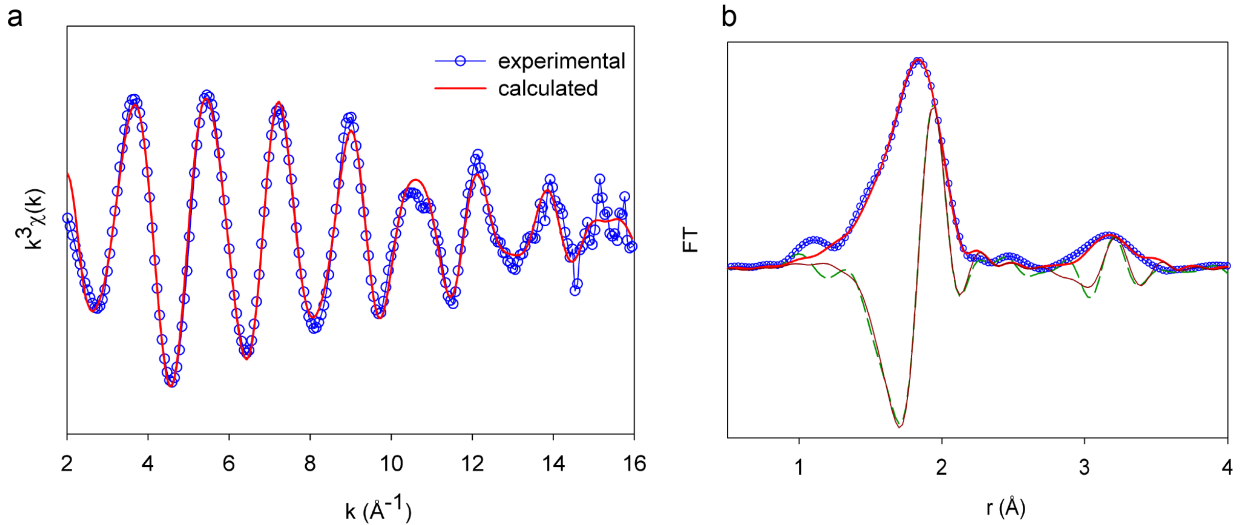 a
experimental
calculated
k³χ(k)
2 4 6 8 10 12 14 16
k (Å⁻¹)
b
FT
1 2 3 4
r (Å)